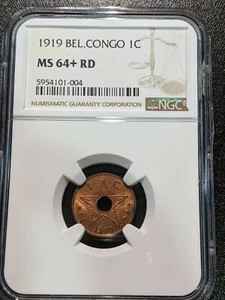 1919 BEL.CONGO 1C
MS 64+ RD
5954101-004
NUMISMATIC GUARANTY CORPORATION
NGC